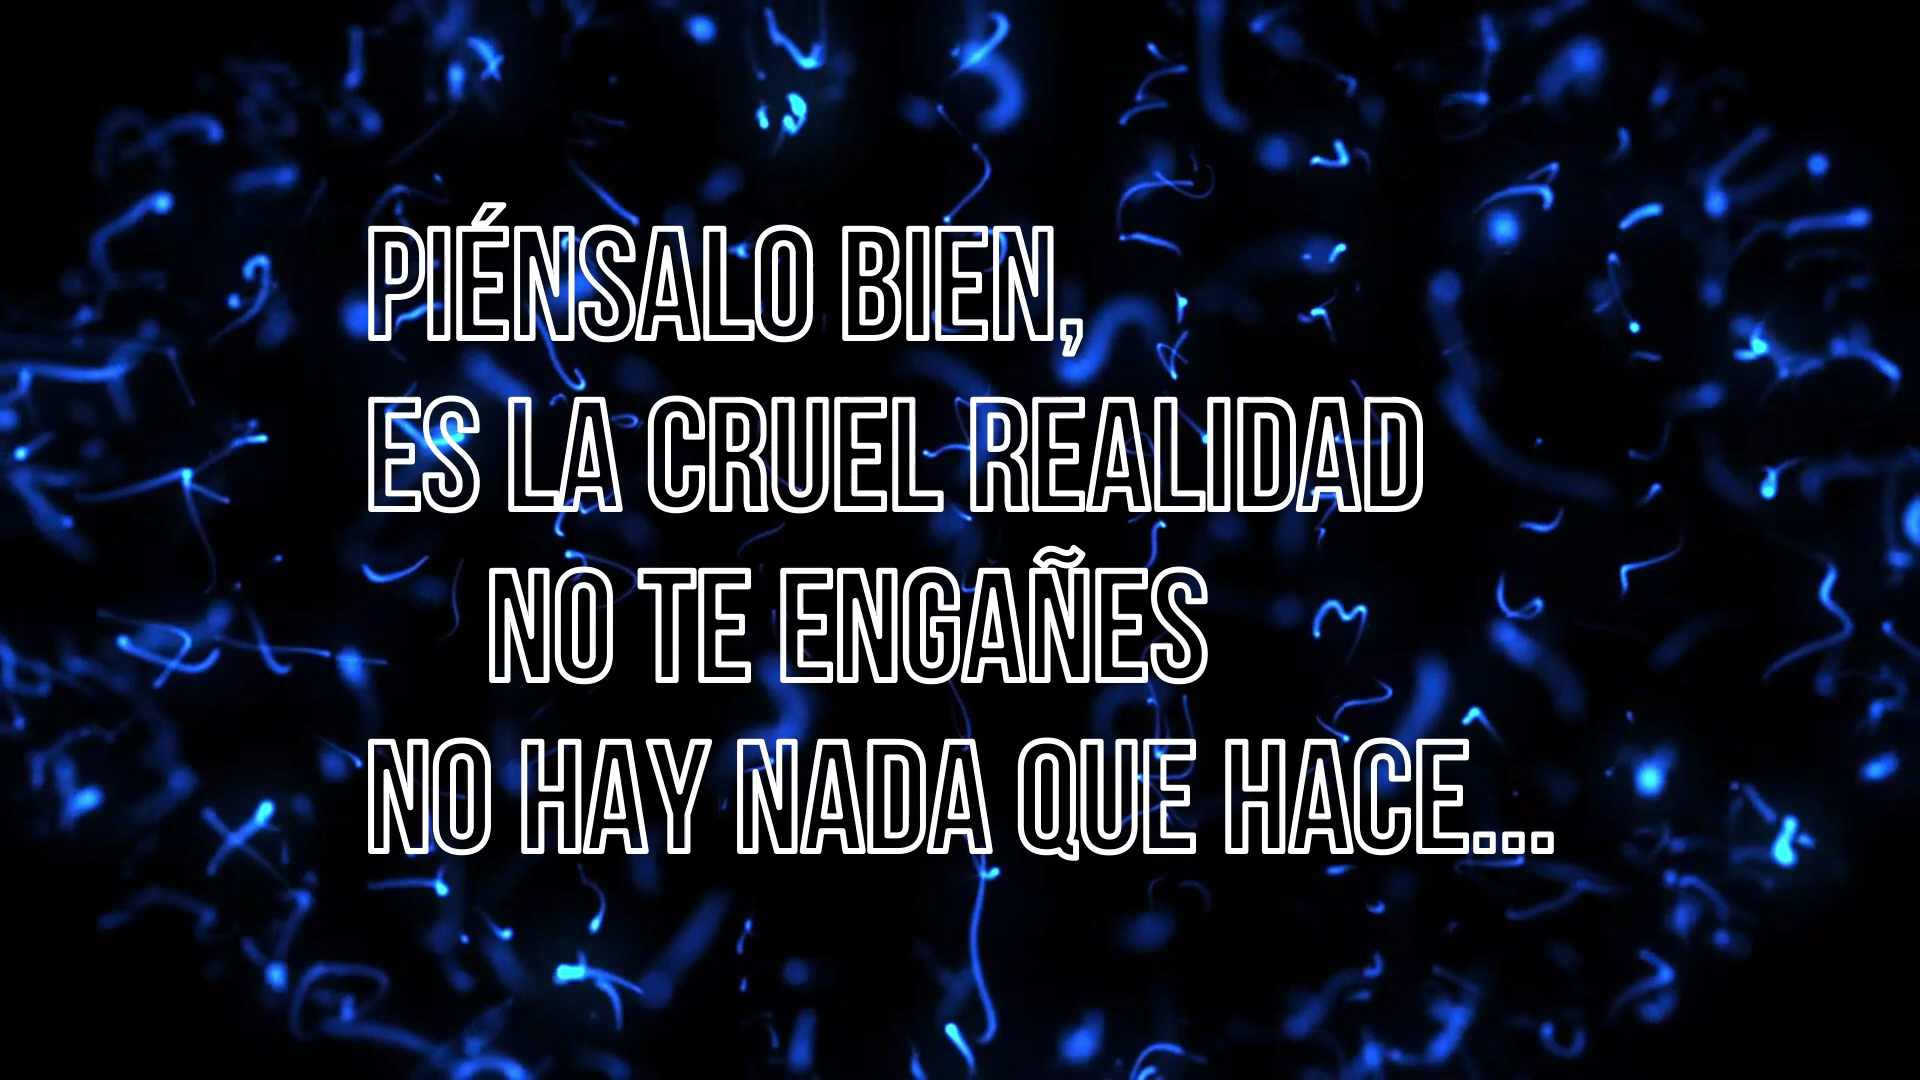 PIÉNSALO BIEN,
ES LA CRUEL REALIDAD
NO TE ENGAÑES
NO HAY NADA QUE HACE...